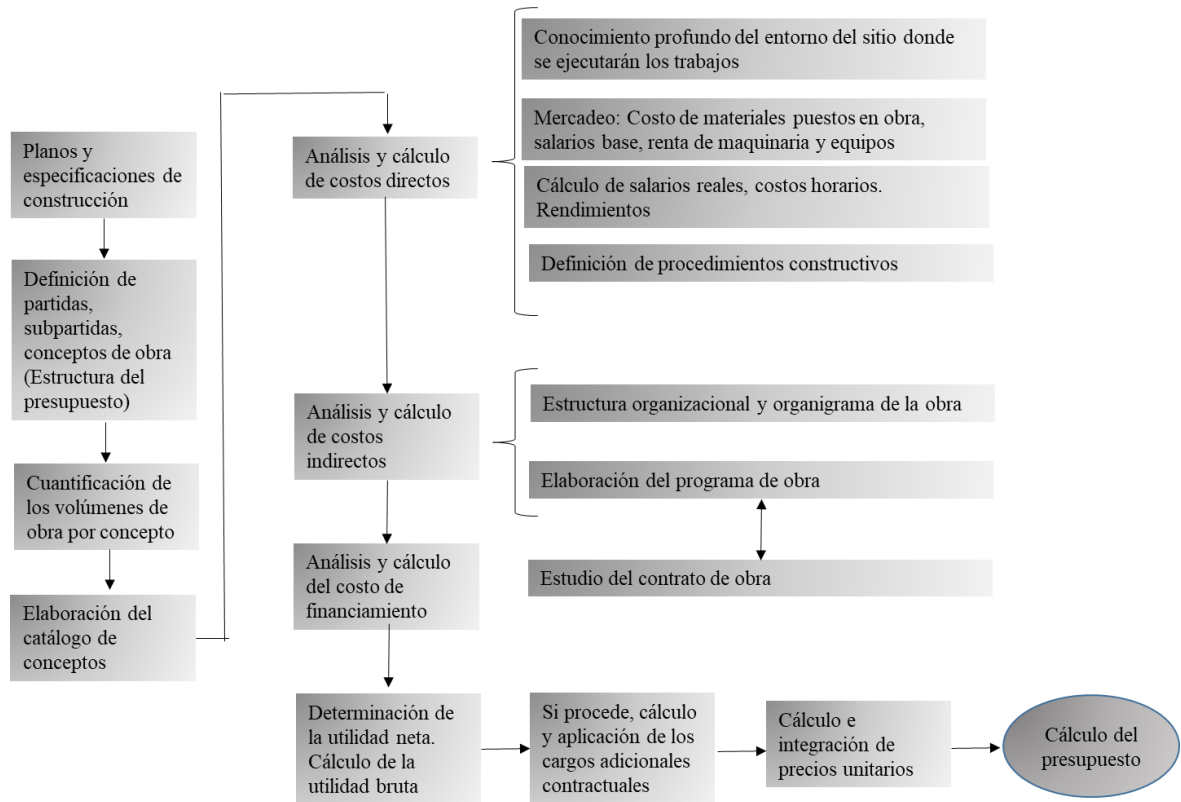 Planos y
especificaciones de
construcción
Definición de
partidas,
subpartidas,
conceptos de obra
(Estructura del
presupuesto)
Cuantificación de
los volúmenes de
obra por concepto
Elaboración del
catálogo de
conceptos
Análisis y cálculo
de costos directos
Conocimiento profundo del entorno del sitio donde
se ejecutarán los trabajos
Mercadeo: Costo de materiales puestos en obra,
salarios base, renta de maquinaria y equipos
Cálculo de salarios reales, costos horarios.
Rendimientos
Definición de procedimientos constructivos
Análisis y cálculo
de costos
indirectos
Estructura organizacional y organigrama de la obra
Elaboración del programa de obra
Estudio del contrato de obra
Análisis y cálculo
del costo de
financiamiento
Determinación de
la utilidad neta.
Cálculo de la
utilidad bruta
Si procede, cálculo
y aplicación de los
cargos adicionales
contractuales
Cálculo e
integración de
precios unitarios
Cálculo del
presupuesto